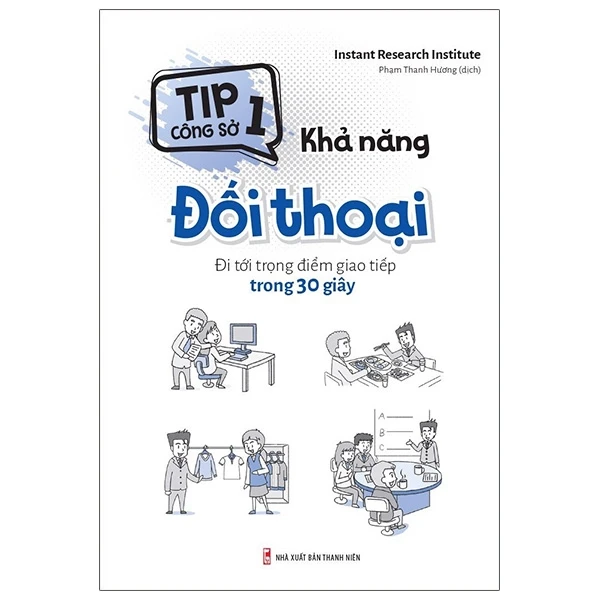 Instant Research Institute
Phạm Thanh Hương (dịch)
TIP
CÔNG SỞ 1
Khả năng
Đối thoại
Đi tới trọng điểm giao tiếp
trong 30 giây
A
B
C
NHÀ XUẤT BẢN THANH NIÊN